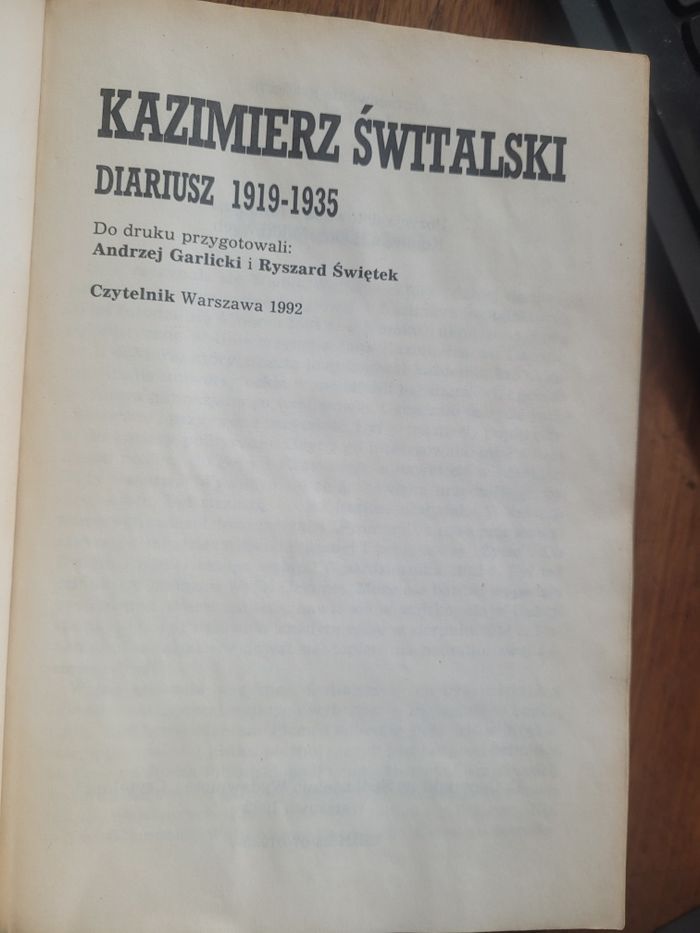 KAZIMIERZ ŚWITALSKI
DIARIUSZ 1919-1935
Do druku przygotowali:
Andrzej Garlicki i Ryszard Świętek
Czytelnik Warszawa 1992